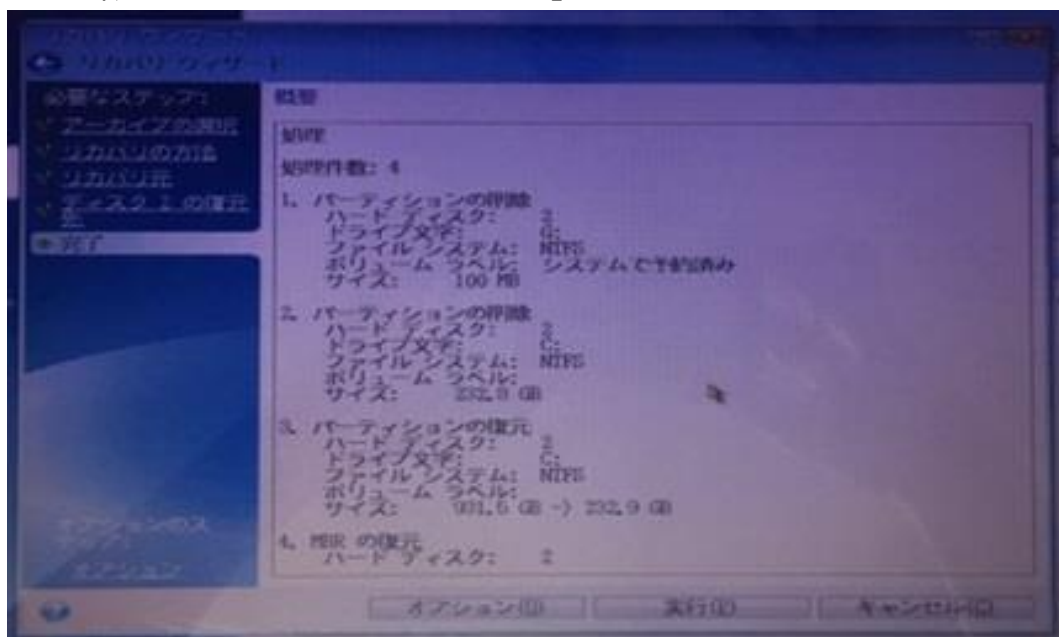 リカバリ ウィザード
必要なステップ:
アーカイブの選択
リカバリの方法
リカバリ元
ディスク 2 の復元
先
完了
概要
処理
処理件数: 4
1. パーティションの削除
ハード ディスク: 2
ドライブ文字: G:
ファイル システム: NTFS
ボリューム ラベル: システムで予約済み
サイズ: 100 MB
2. パーティションの削除
ハード ディスク: 2
ドライブ文字: C:
ファイル システム: NTFS
ボリューム ラベル:
サイズ: 232.9 GB
3. パーティションの復元
ハード ディスク: 2
ドライブ文字: C:
ファイル システム: NTFS
ボリューム ラベル:
サイズ: 931.5 GB -> 232.9 GB
4. MBR の復元
ハード ディスク: 2
オプション
オプション(O)
実行(P)
キャンセル(C)